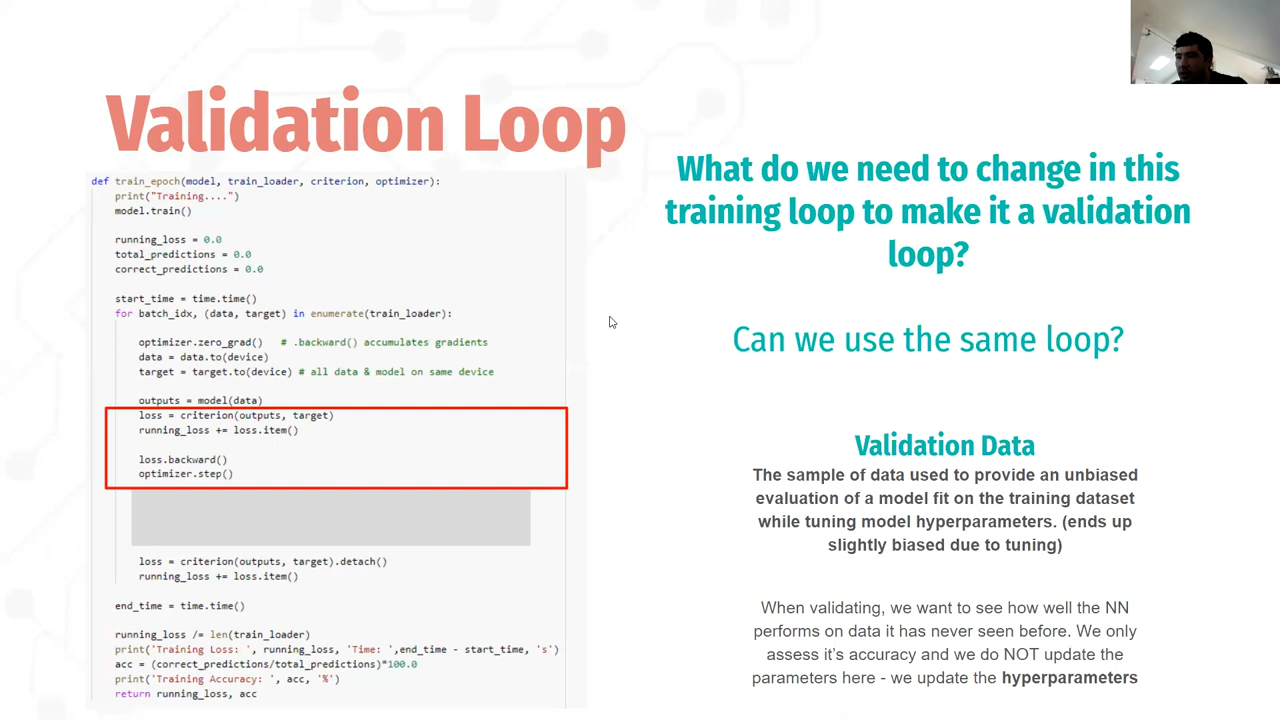 Validation Loop
def train_epoch(model, train_loader, criterion, optimizer):
print("Training....")
model.train()
running_loss = 0.0
total_predictions = 0.0
correct_predictions = 0.0
start_time = time.time()
for batch_idx, (data, target) in enumerate(train_loader):
optimizer.zero_grad()   # .backward() accumulates gradients
data = data.to(device)
target = target.to(device) # all data & model on same device
outputs = model(data)
loss = criterion(outputs, target)
running_loss += loss.item()
loss.backward()
optimizer.step()
loss = criterion(outputs, target).detach()
running_loss += loss.item()
end_time = time.time()
running_loss /= len(train_loader)
print('Training Loss: ', running_loss, 'Time: ',end_time - start_time, 's')
acc = (correct_predictions/total_predictions)*100.0
print('Training Accuracy: ', acc, '%')
return running_loss, acc
What do we need to change in this
training loop to make it a validation
loop?
Can we use the same loop?
Validation Data
The sample of data used to provide an unbiased
evaluation of a model fit on the training dataset
while tuning model hyperparameters. (ends up
slightly biased due to tuning)
When validating, we want to see how well the NN
performs on data it has never seen before. We only
assess it's accuracy and we do NOT update the
parameters here - we update the hyperparameters